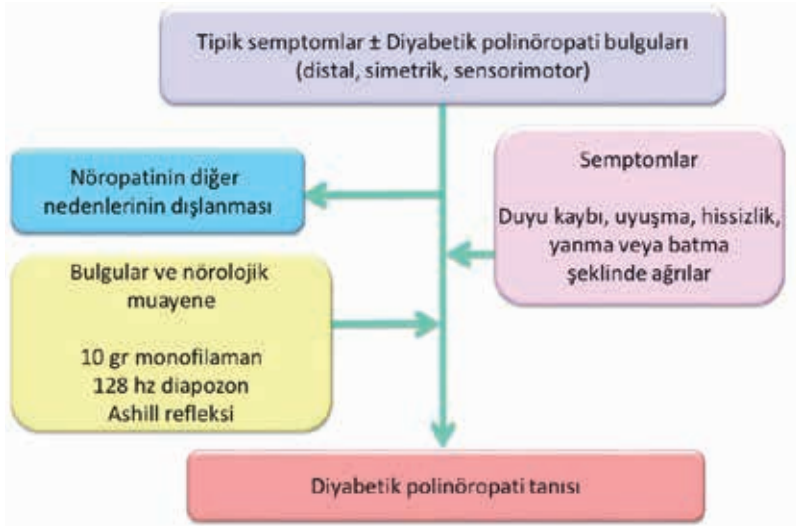 Tipik semptomlar ± Diyabetik polinöropati bulguları
(distal, simetrik, sensorimotor)
Nöropatinin diğer
nedenlerinin dışlanması
Semptomlar
Duyu kaybı, uyuşma, hissizlik,
yanma veya batma
şeklinde ağrılar
Bulgular ve nörolojik
muayene
10 gr monofilaman
128 hz diapozon
Ashill refleksi
Diyabetik polinöropati tanısı